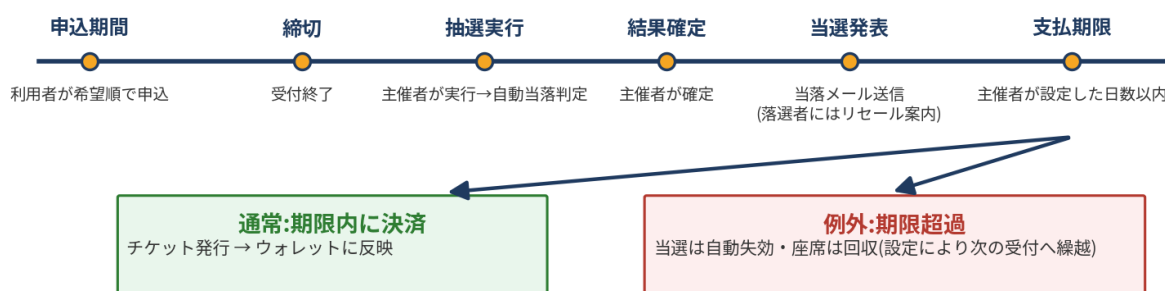 申込期間
締切
抽選実行
結果確定
当選発表
支払期限
利用者が希望順で申込
受付終了
主催者が実行→自動当落判定
主催者が確定
当落メール送信
(落選者にはリセール案内)
主催者が設定した日数以内
通常:期限内に決済
チケット発行 → ウォレットに反映
例外:期限超過
当選は自動失効・座席は回収(設定により次の受付へ繰越)